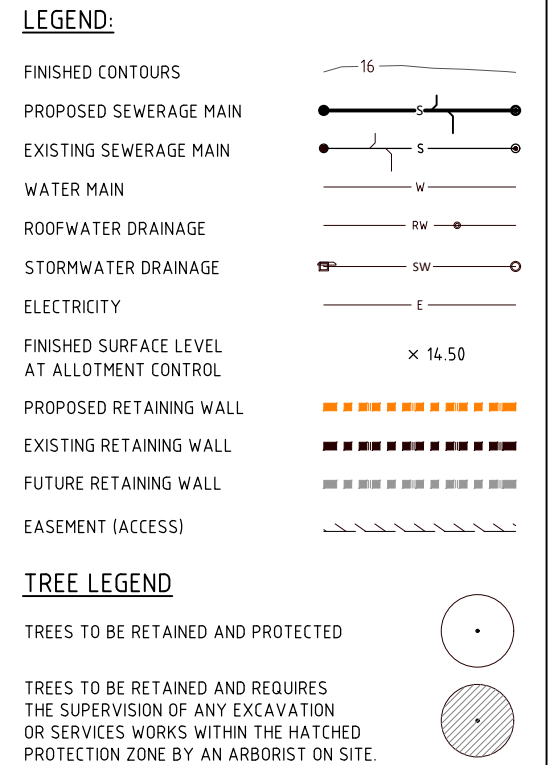 LEGEND:
FINISHED CONTOURS 16
PROPOSED SEWERAGE MAIN S
EXISTING SEWERAGE MAIN S
WATER MAIN W
ROOFWATER DRAINAGE RW
STORMWATER DRAINAGE SW
ELECTRICITY E
FINISHED SURFACE LEVEL
AT ALLOTMENT CONTROL
× 14.50
PROPOSED RETAINING WALL
EXISTING RETAINING WALL
FUTURE RETAINING WALL
EASEMENT (ACCESS)
TREE LEGEND
TREES TO BE RETAINED AND PROTECTED
TREES TO BE RETAINED AND REQUIRES
THE SUPERVISION OF ANY EXCAVATION
OR SERVICES WORKS WITHIN THE HATCHED
PROTECTION ZONE BY AN ARBORIST ON SITE.